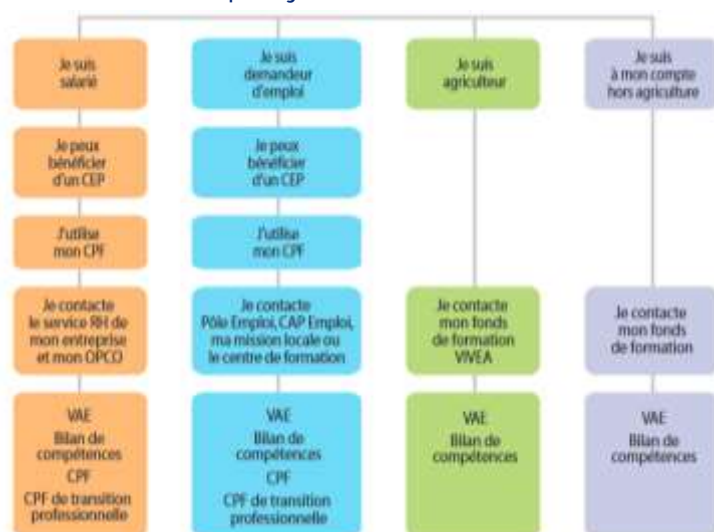 Je suis
salarié
Je peux
bénéficier
d'un CEP
J'utilise
mon CPF
Je contacte
le service RH de
mon entreprise
et mon OPCO
VAE
Bilan de
compétences
CPF
CPF de transition
professionnelle
Je suis
demandeur
d'emploi
Je peux
bénéficier
d'un CEP
J'utilise
mon CPF
Je contacte
Pôle Emploi, CAP Emploi,
ma mission locale ou
le centre de formation
VAE
Bilan de
compétences
CPF
CPF de transition
professionnelle
Je suis
agriculteur
Je contacte
mon fonds
de formation
VIVEA
VAE
Bilan de
compétences
Je suis
à mon compte
hors agriculture
Je contacte
mon fonds
de formation
VAE
Bilan de
compétences